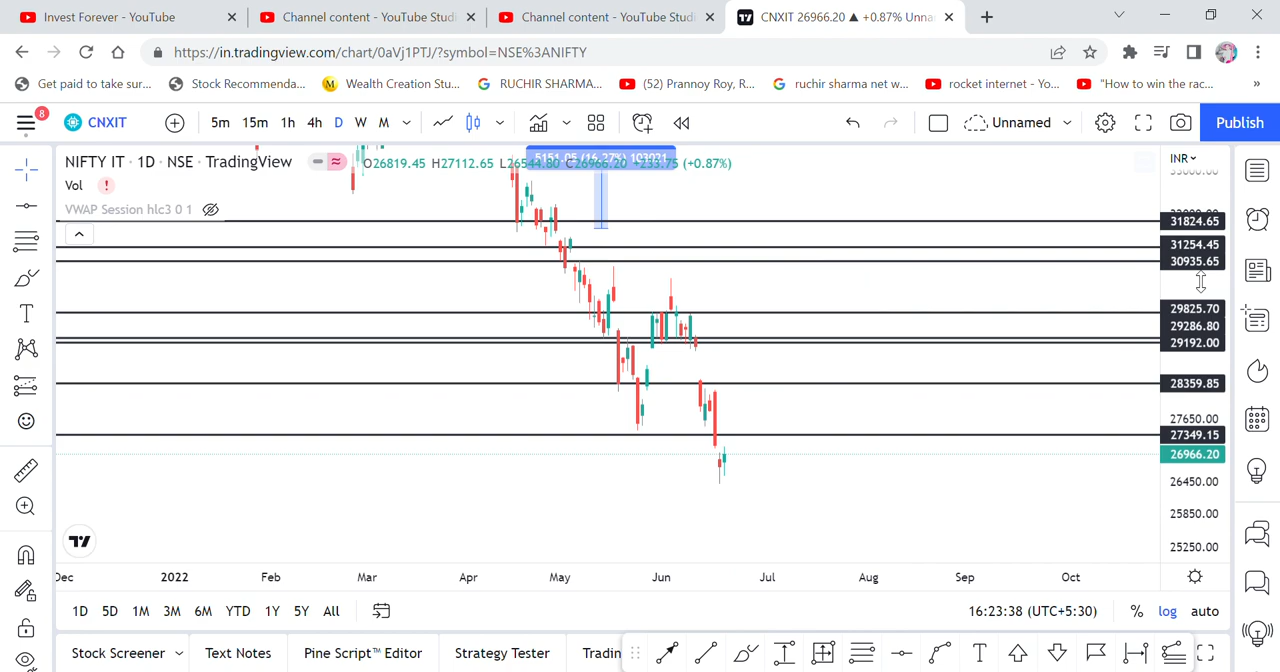 Invest Forever - YouTube
Channel content - YouTube Studi
Channel content - YouTube Studi
CNXIT 26966.20 ▲ +0.87% Unna
https://in.tradingview.com/chart/0aVj1PTJ/?symbol=NSE%3ANIFTY
Get paid to take sur...
Stock Recommenda...
M Wealth Creation Stu...
RUCHIR SHARMA...
(52) Prannoy Roy, R...
ruchir sharma net w...
rocket internet - Yo...
"How to win the rac...
»
8
CNXIT
5m 15m 1h 4h D W M
Unnamed
Publish
NIFTY IT · 1D · NSE · TradingView
O26819.45 H27112.65 L26544.80 C26966.20 +233.75 (+0.87%)
5151.05 (16.27%) 103021
INR
Vol
VWAP Session hlc3 0 1
31824.65
31254.45
30935.65
29825.70
29286.80
29192.00
28359.85
27650.00
27349.15
26966.20
26450.00
25850.00
25250.00
Dec 2022 Feb Mar Apr May Jun Jul Aug Sep Oct
1D 5D 1M 3M 6M YTD 1Y 5Y All
16:23:38 (UTC+5:30)
% log auto
Stock Screener
Text Notes
Pine Script™ Editor
Strategy Tester
Tradin